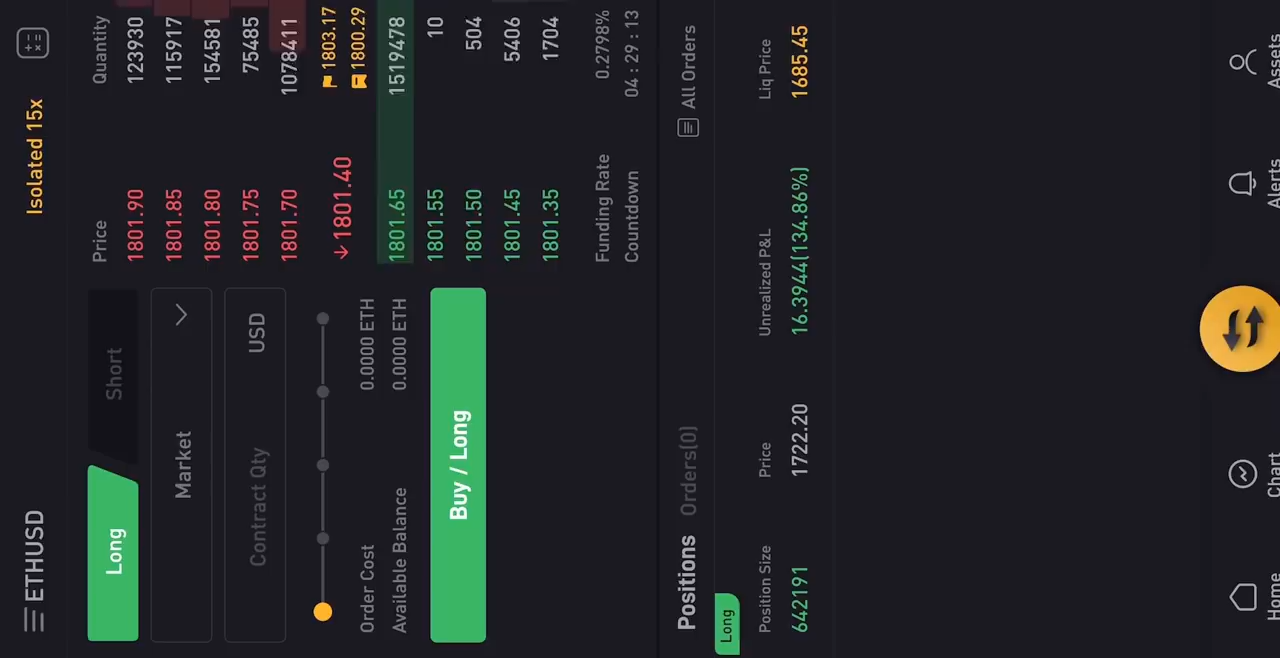 ETHUSD Isolated 15x
Long Short
Market
Contract Qty USD
Order Cost 0.0000 ETH
Available Balance 0.0000 ETH
Buy / Long
Price Quantity
1801.90 123930
1801.85 115917
1801.80 154581
1801.75 75485
1801.70 1078411
↓1801.40 1803.17
1800.29
1801.65 1519478
1801.55 10
1801.50 504
1801.45 5406
1801.35 1704
Funding Rate 0.2798%
Countdown 04 : 29 : 13
Positions Orders(0) All Orders
Long
Position Size Price Unrealized P&L Liq Price
642191 1722.20 16.3944(134.86%) 1685.45
Home Chart Alerts Assets